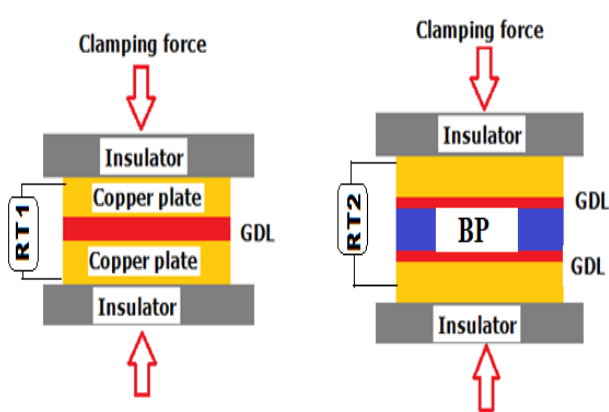 Clamping force
Insulator
Copper plate
RT1
GDL
Copper plate
Insulator
Clamping force
Insulator
RT2
GDL
BP
GDL
Insulator